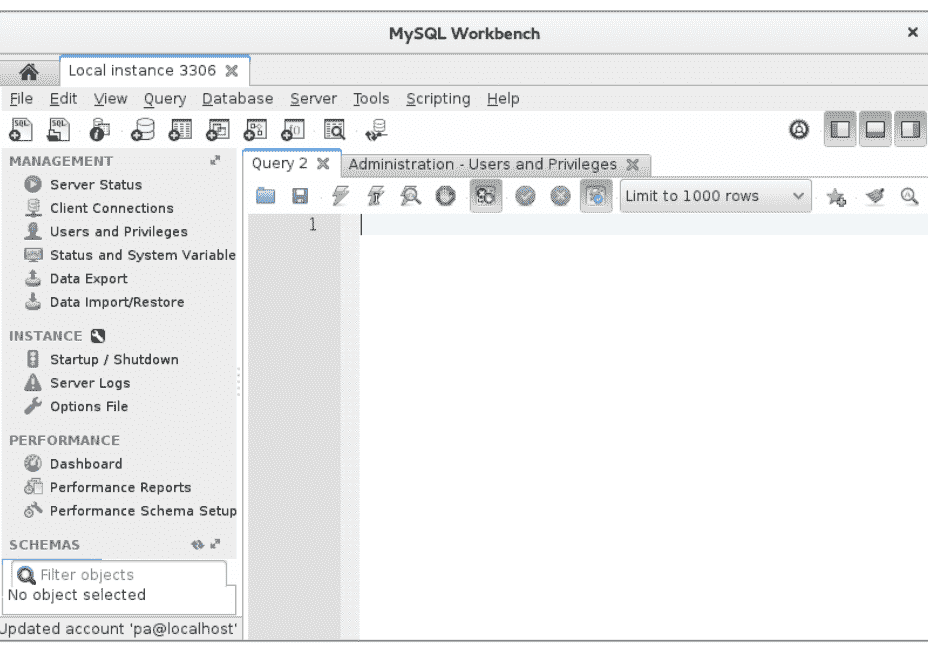 MySQL Workbench
Local instance 3306
File Edit View Query Database Server Tools Scripting Help
MANAGEMENT
Server Status
Client Connections
Users and Privileges
Status and System Variable
Data Export
Data Import/Restore
INSTANCE
Startup / Shutdown
Server Logs
Options File
PERFORMANCE
Dashboard
Performance Reports
Performance Schema Setup
SCHEMAS
Filter objects
No object selected
Updated account 'pa@localhost'
Query 2 Administration - Users and Privileges
Limit to 1000 rows
1